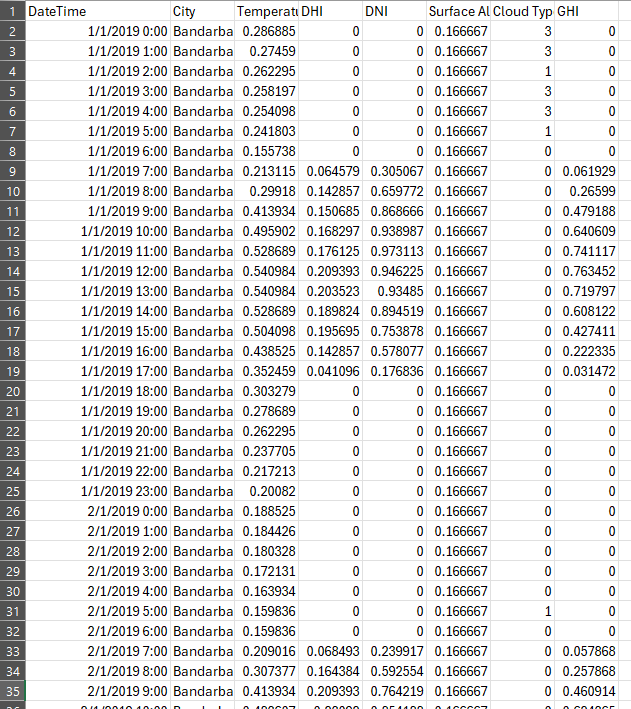 1 DateTime City Temperatu DHI DNI Surface Al Cloud Typ GHI
2 1/1/2019 0:00 Bandarba 0.286885 0 0 0.166667 3 0
3 1/1/2019 1:00 Bandarba 0.27459 0 0 0.166667 3 0
4 1/1/2019 2:00 Bandarba 0.262295 0 0 0.166667 1 0
5 1/1/2019 3:00 Bandarba 0.258197 0 0 0.166667 3 0
6 1/1/2019 4:00 Bandarba 0.254098 0 0 0.166667 3 0
7 1/1/2019 5:00 Bandarba 0.241803 0 0 0.166667 1 0
8 1/1/2019 6:00 Bandarba 0.155738 0 0 0.166667 0 0
9 1/1/2019 7:00 Bandarba 0.213115 0.064579 0.305067 0.166667 0 0.061929
10 1/1/2019 8:00 Bandarba 0.29918 0.142857 0.659772 0.166667 0 0.26599
11 1/1/2019 9:00 Bandarba 0.413934 0.150685 0.868666 0.166667 0 0.479188
12 1/1/2019 10:00 Bandarba 0.495902 0.168297 0.938987 0.166667 0 0.640609
13 1/1/2019 11:00 Bandarba 0.528689 0.176125 0.973113 0.166667 0 0.741117
14 1/1/2019 12:00 Bandarba 0.540984 0.209393 0.946225 0.166667 0 0.763452
15 1/1/2019 13:00 Bandarba 0.540984 0.203523 0.93485 0.166667 0 0.719797
16 1/1/2019 14:00 Bandarba 0.528689 0.189824 0.894519 0.166667 0 0.608122
17 1/1/2019 15:00 Bandarba 0.504098 0.195695 0.753878 0.166667 0 0.427411
18 1/1/2019 16:00 Bandarba 0.438525 0.142857 0.578077 0.166667 0 0.222335
19 1/1/2019 17:00 Bandarba 0.352459 0.041096 0.176836 0.166667 0 0.031472
20 1/1/2019 18:00 Bandarba 0.303279 0 0 0.166667 0 0
21 1/1/2019 19:00 Bandarba 0.278689 0 0 0.166667 0 0
22 1/1/2019 20:00 Bandarba 0.262295 0 0 0.166667 0 0
23 1/1/2019 21:00 Bandarba 0.237705 0 0 0.166667 0 0
24 1/1/2019 22:00 Bandarba 0.217213 0 0 0.166667 0 0
25 1/1/2019 23:00 Bandarba 0.20082 0 0 0.166667 0 0
26 2/1/2019 0:00 Bandarba 0.188525 0 0 0.166667 0 0
27 2/1/2019 1:00 Bandarba 0.184426 0 0 0.166667 0 0
28 2/1/2019 2:00 Bandarba 0.180328 0 0 0.166667 0 0
29 2/1/2019 3:00 Bandarba 0.172131 0 0 0.166667 0 0
30 2/1/2019 4:00 Bandarba 0.163934 0 0 0.166667 0 0
31 2/1/2019 5:00 Bandarba 0.159836 0 0 0.166667 1 0
32 2/1/2019 6:00 Bandarba 0.159836 0 0 0.166667 0 0
33 2/1/2019 7:00 Bandarba 0.209016 0.068493 0.239917 0.166667 0 0.057868
34 2/1/2019 8:00 Bandarba 0.307377 0.164384 0.592554 0.166667 0 0.257868
35 2/1/2019 9:00 Bandarba 0.413934 0.209393 0.764219 0.166667 0 0.460914